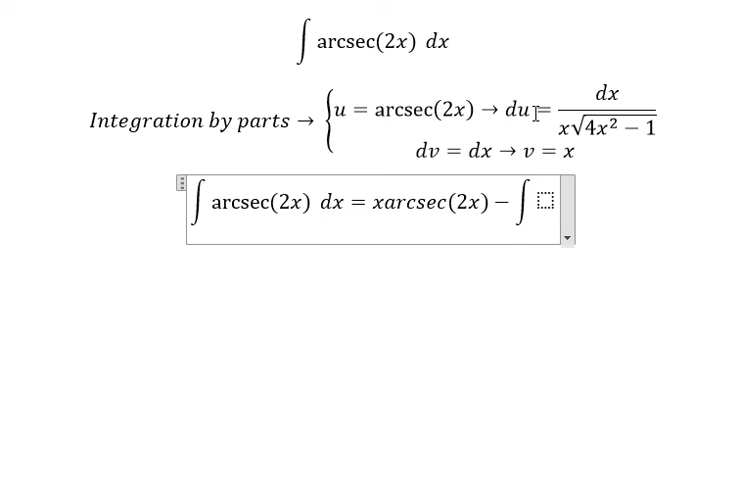 ∫ arcsec(2x) dx
Integration by parts → { u = arcsec(2x) → du = dx / x√4x² − 1
dv = dx → v = x
∫ arcsec(2x) dx = xarcsec(2x) − ∫